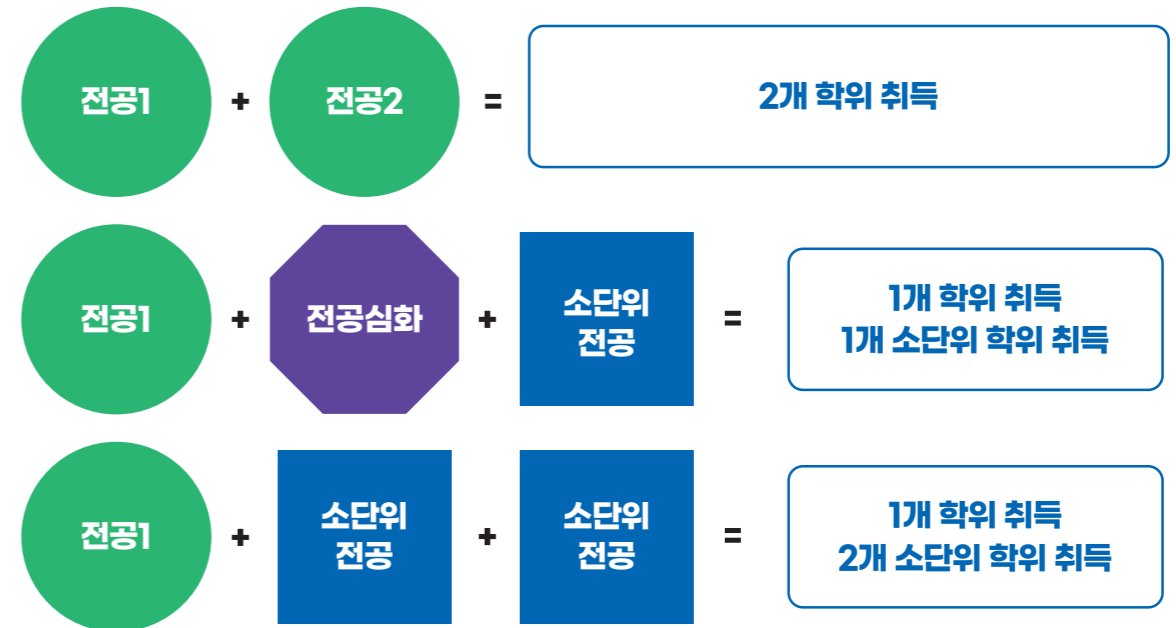 전공1 + 전공2 = 2개 학위 취득
전공1 + 전공심화 + 소단위 전공 = 1개 학위 취득
1개 소단위 학위 취득
전공1 + 소단위 전공 + 소단위 전공 = 1개 학위 취득
2개 소단위 학위 취득